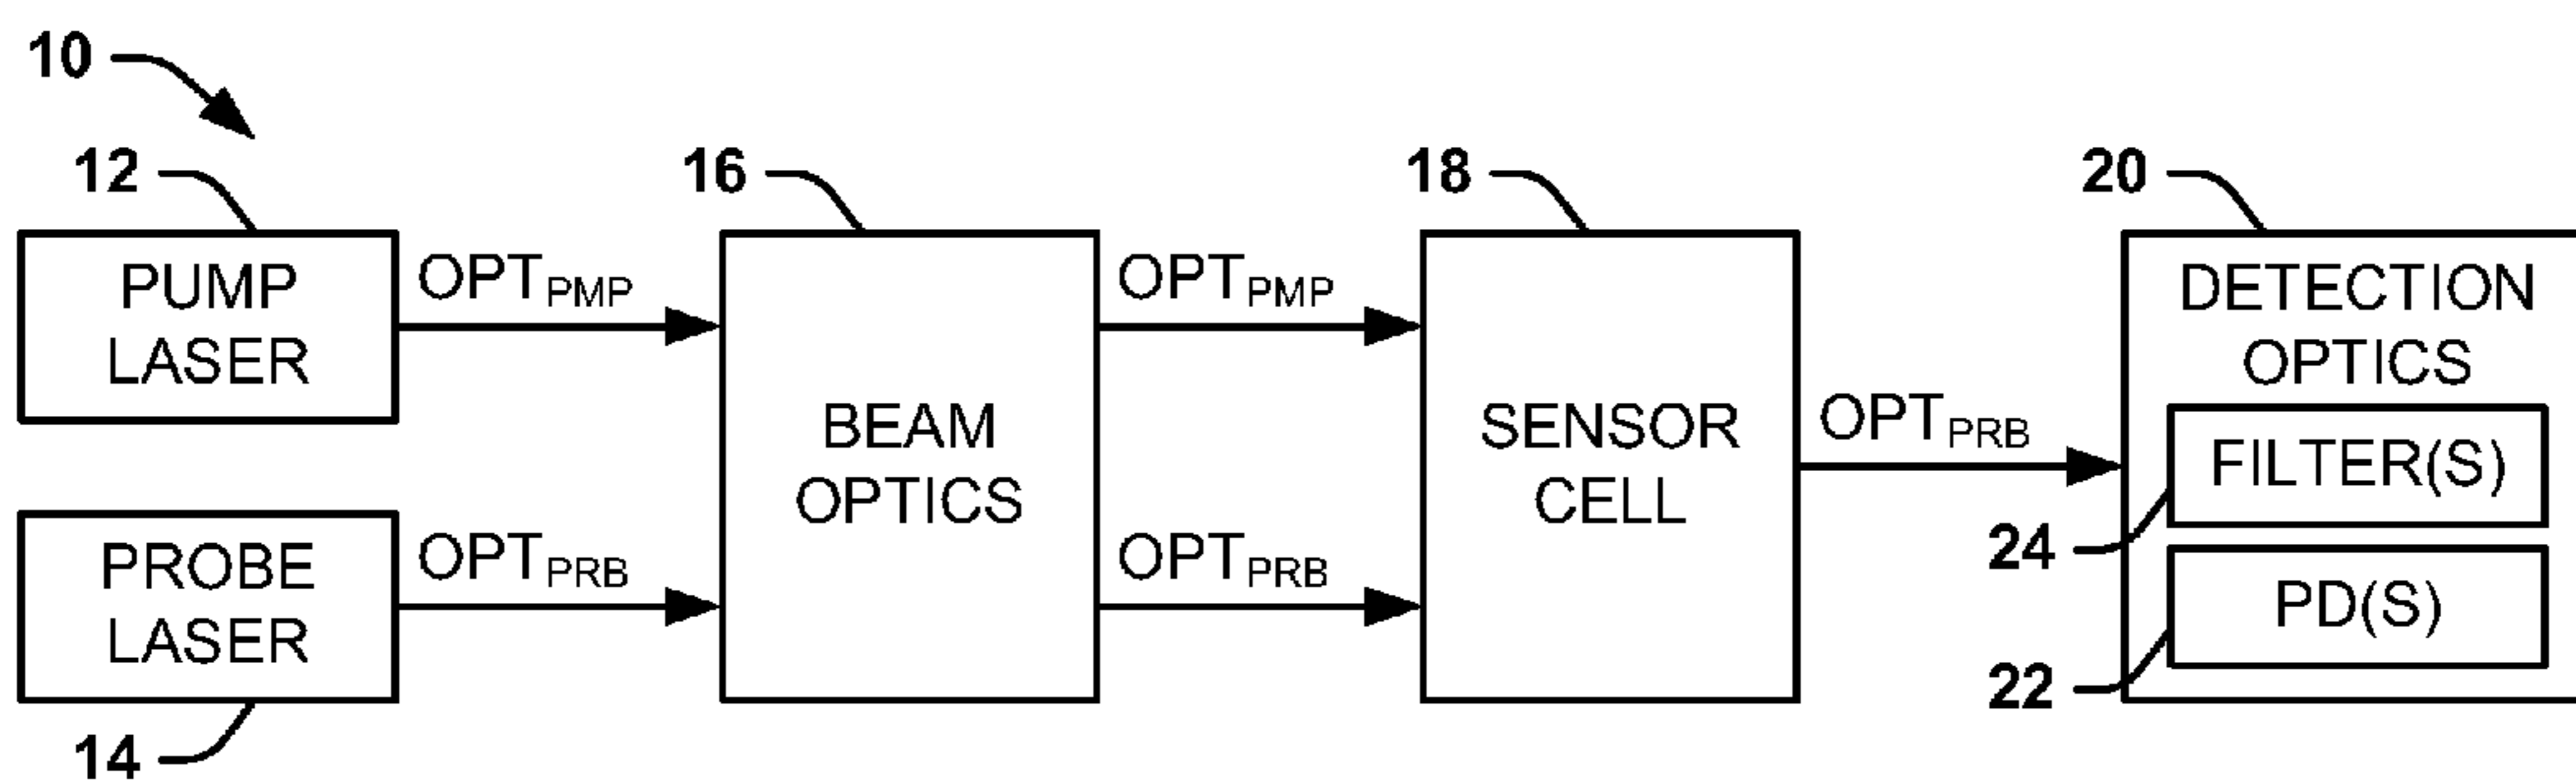 10
12
16
18
20
PUMP
LASER
OPTPMP
BEAM
OPTICS
OPTPMP
SENSOR
CELL
OPTPRB
DETECTION
OPTICS
FILTER(S)
24
PD(S)
22
PROBE
LASER
OPTPRB
OPTPRB
14